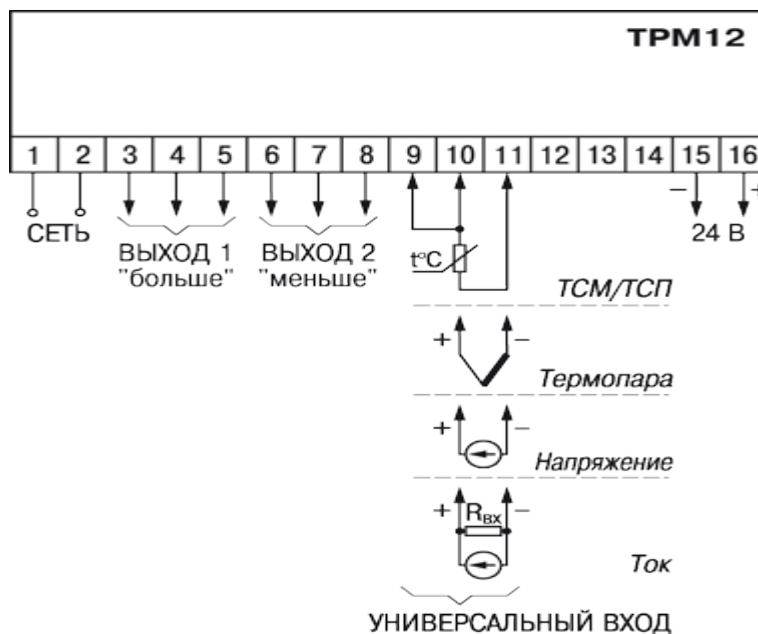 ТРМ12
1 2 3 4 5 6 7 8 9 10 11 12 13 14 15 16
− +
СЕТЬ
ВЫХОД 1
"больше"
ВЫХОД 2
"меньше"
24 В
t°C
ТСМ/ТСП
+ −
Термопара
+ −
Напряжение
+ −
Rвх
Ток
УНИВЕРСАЛЬНЫЙ ВХОД